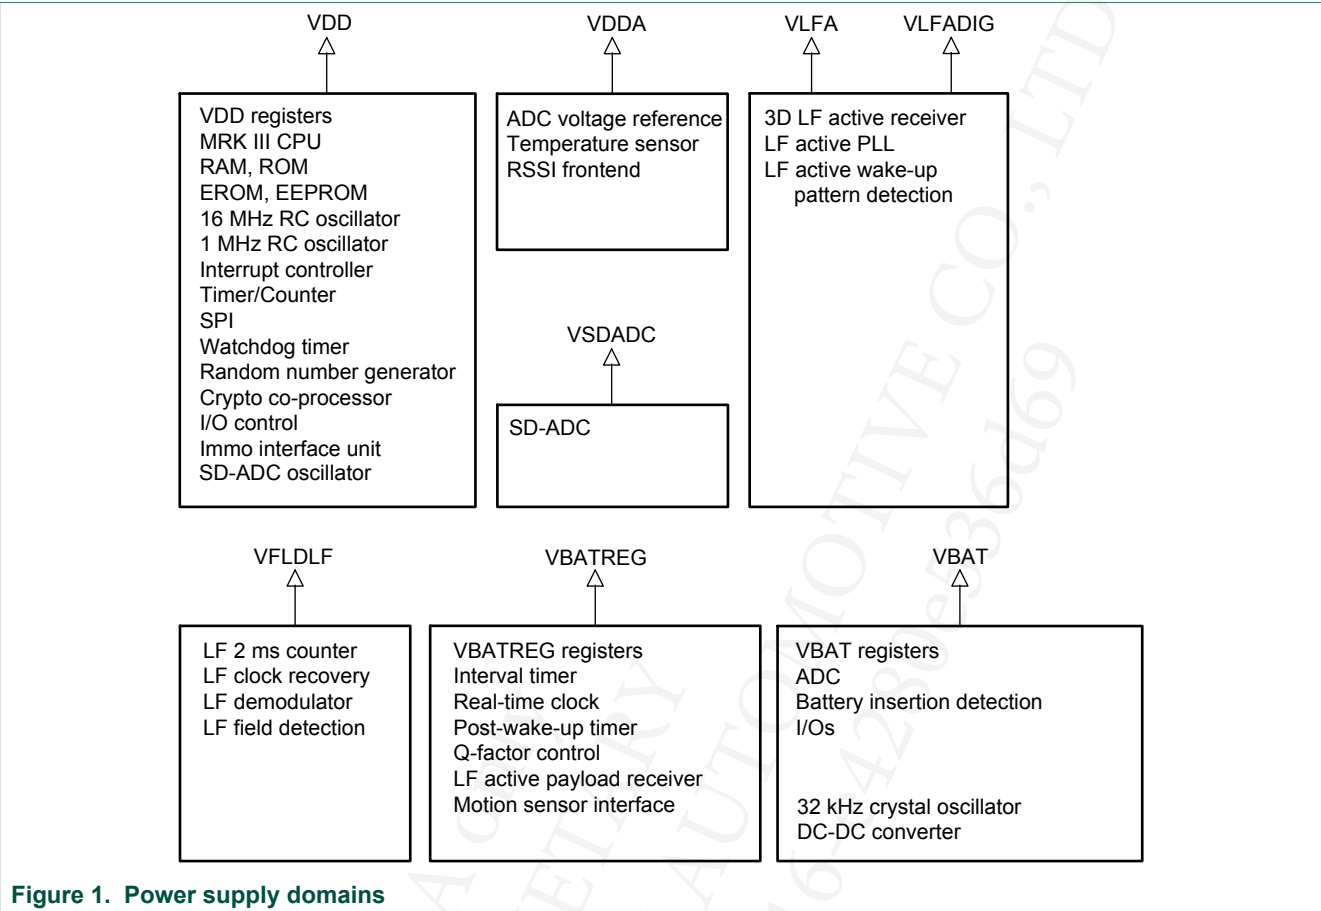 VDD
VDDA
VLFA
VLFADIG
VDD registers
MRK III CPU
RAM, ROM
EROM, EEPROM
16 MHz RC oscillator
1 MHz RC oscillator
Interrupt controller
Timer/Counter
SPI
Watchdog timer
Random number generator
Crypto co-processor
I/O control
Immo interface unit
SD-ADC oscillator
ADC voltage reference
Temperature sensor
RSSI frontend
VSDADC
SD-ADC
3D LF active receiver
LF active PLL
LF active wake-up
pattern detection
VFLDLF
VBATREG
VBAT
LF 2 ms counter
LF clock recovery
LF demodulator
LF field detection
VBATREG registers
Interval timer
Real-time clock
Post-wake-up timer
Q-factor control
LF active payload receiver
Motion sensor interface
VBAT registers
ADC
Battery insertion detection
I/Os
32 kHz crystal oscillator
DC-DC converter
Figure 1. Power supply domains
AUTOMOTIVE CO., LTD